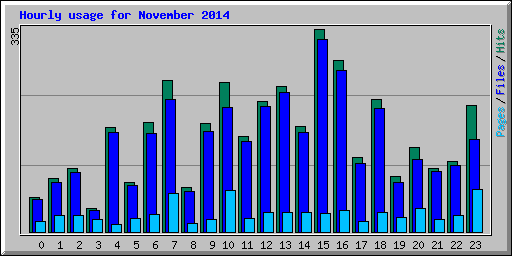 Hourly usage for November 2014
335
Pages/Files/Hits
0 1 2 3 4 5 6 7 8 9 10 11 12 13 14 15 16 17 18 19 20 21 22 23